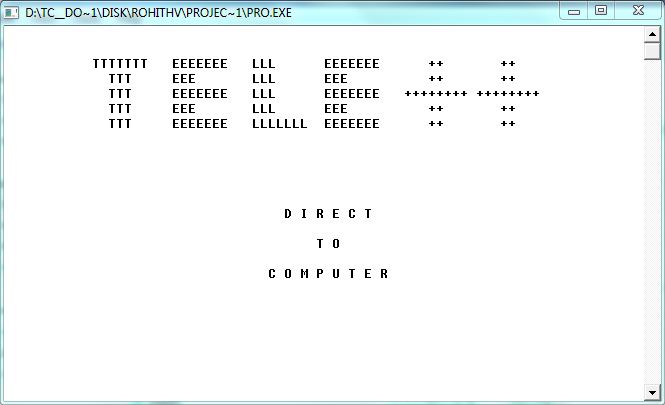 D:\TC__DO~1\DISK\ROHITHV\PROJEC~1\PRO.EXE
TTTTTTT   EEEEEEE   LLL      EEEEEEE      ++       ++
  TTT     EEE       LLL      EEE          ++       ++
  TTT     EEEEEEE   LLL      EEEEEEE   ++++++++ ++++++++
  TTT     EEE       LLL      EEE          ++       ++
  TTT     EEEEEEE   LLLLLLL  EEEEEEE      ++       ++
D I R E C T
T O
C O M P U T E R